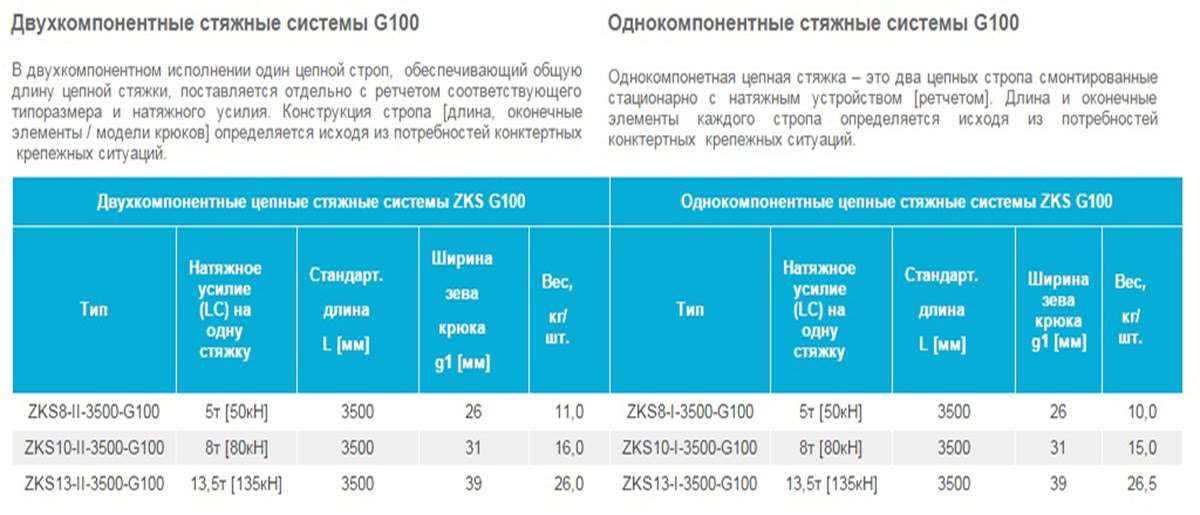 Двухкомпонентные стяжные системы G100
В двухкомпонентном исполнении один цепной строп, обеспечивающий общую
длину цепной стяжки, поставляется отдельно с ретчетом соответствующего
типоразмера и натяжного усилия. Конструкция стропа [длина, оконечные
элементы / модели крюков] определяется исходя из потребностей конктертных
крепежных ситуаций.
Однокомпонентные стяжные системы G100
Однокомпонетная цепная стяжка – это два цепных стропа смонтированные
стационарно с натяжным устройством [ретчетом]. Длина и оконечные
элементы каждого стропа определяется исходя из потребностей
конктертных крепежных ситуаций.
Двухкомпонентные цепные стяжные системы ZKS G100
Однокомпонентные цепные стяжные системы ZKS G100
Тип
Натяжное
усилие
(LC) на
одну
стяжку
Стандарт.
длина
L [мм]
Ширина
зева
крюка
g1 [мм]
Вес,
кг/
шт.
Тип
Натяжное
усилие
(LC) на
одну
стяжку
Стандарт.
длина
L [мм]
Ширина
зева
крюка
g1 [мм]
Вес,
кг/
шт.
ZKS8-II-3500-G100 5т [50кН] 3500 26 11,0 ZKS8-I-3500-G100 5т [50кН] 3500 26 10,0
ZKS10-II-3500-G100 8т [80кН] 3500 31 16,0 ZKS10-I-3500-G100 8т [80кН] 3500 31 15,0
ZKS13-II-3500-G100 13,5т [135кН] 3500 39 26,0 ZKS13-I-3500-G100 13,5т [135кН] 3500 39 26,5